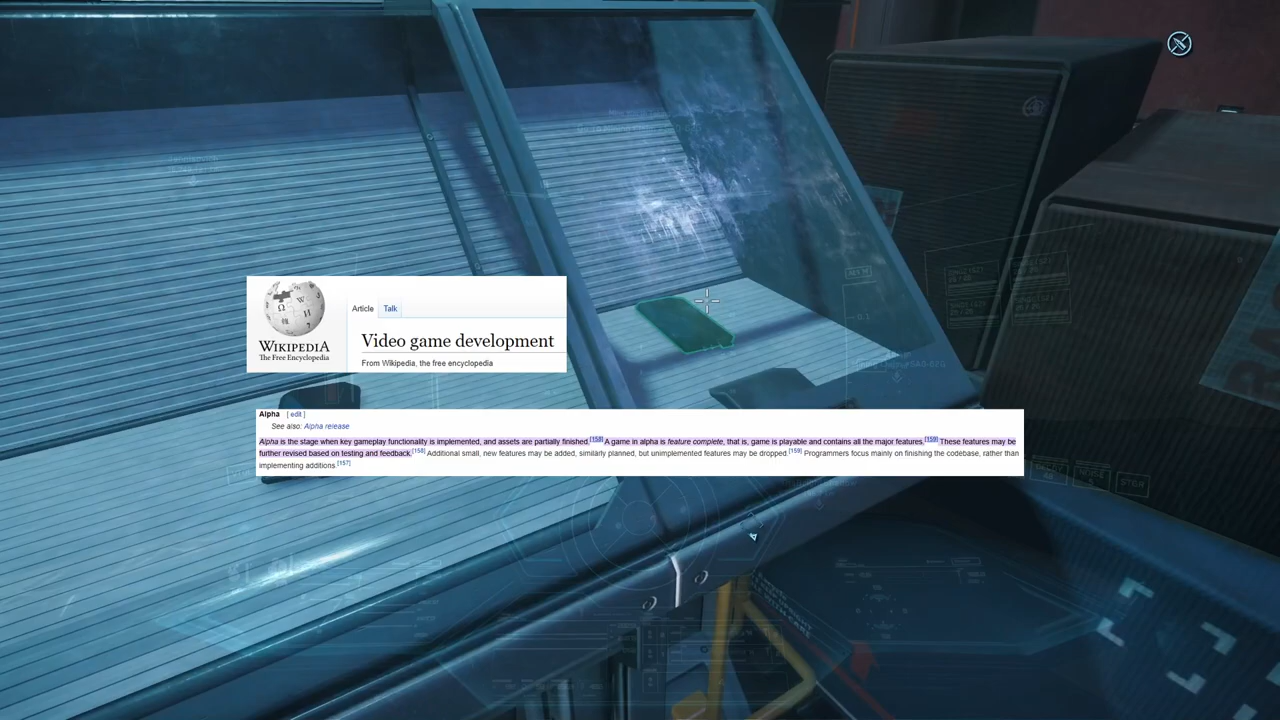 Article Talk
Video game development
From Wikipedia, the free encyclopedia
WIKIPEDIA
The Free Encyclopedia
Alpha [ edit ]
See also: Alpha release
Alpha is the stage when key gameplay functionality is implemented, and assets are partially finished.[158] A game in alpha is feature complete, that is, game is playable and contains all the major features.[159] These features may be
further revised based on testing and feedback.[158] Additional small, new features may be added, similarly planned, but unimplemented features may be dropped.[159] Programmers focus mainly on finishing the codebase, rather than
implementing additions.[157]